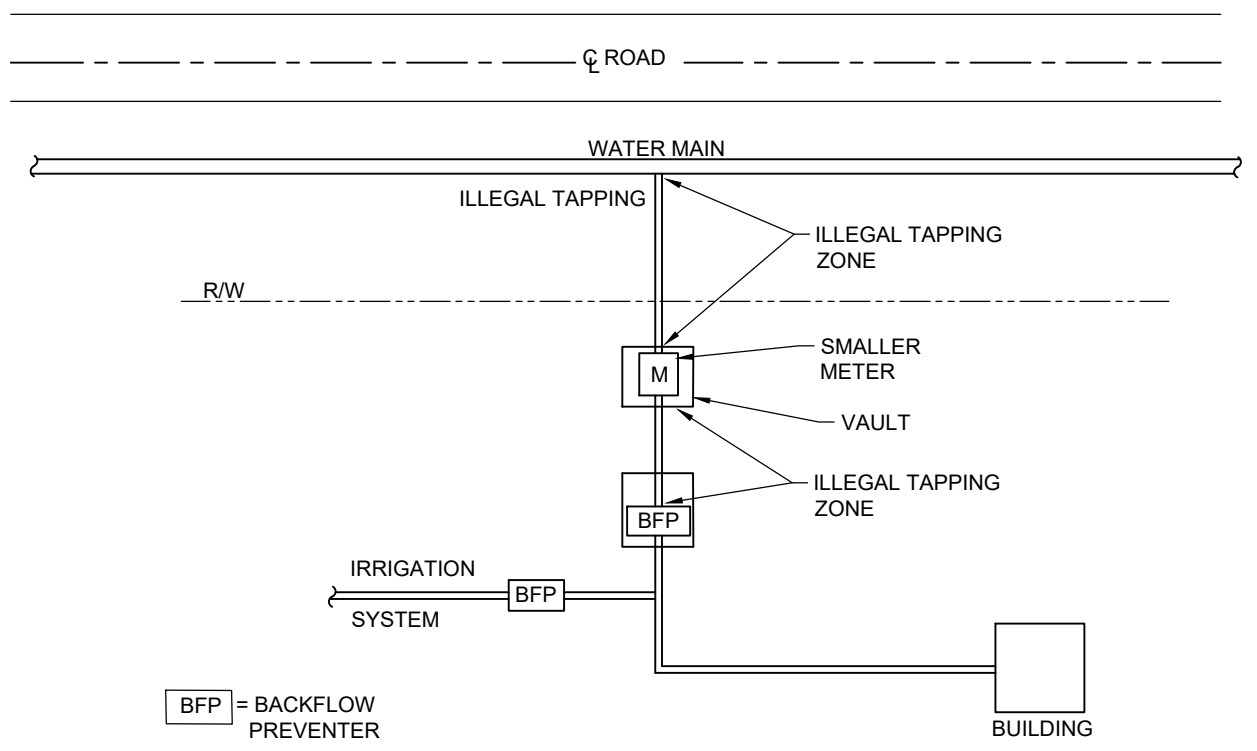 ℄ ROAD
WATER MAIN
ILLEGAL TAPPING
ILLEGAL TAPPING
ZONE
R/W
SMALLER
METER
M
VAULT
ILLEGAL TAPPING
ZONE
BFP
IRRIGATION
BFP
SYSTEM
BFP = BACKFLOW
PREVENTER
BUILDING